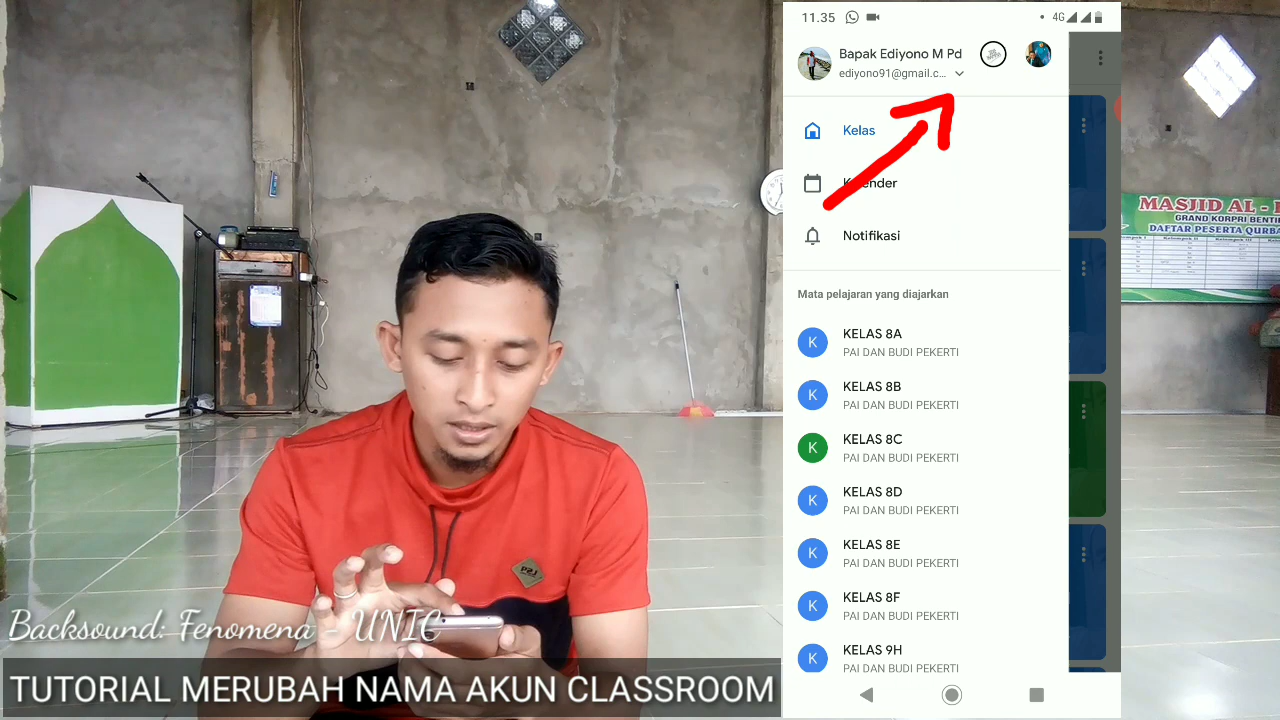 11.35
4G
Bapak Ediyono M Pd
ediyono91@gmail.c...
Kelas
Notifikasi
Mata pelajaran yang diajarkan
K
KELAS 8A
PAI DAN BUDI PEKERTI
K
KELAS 8B
PAI DAN BUDI PEKERTI
K
KELAS 8C
PAI DAN BUDI PEKERTI
K
KELAS 8D
PAI DAN BUDI PEKERTI
K
KELAS 8E
PAI DAN BUDI PEKERTI
K
KELAS 8F
PAI DAN BUDI PEKERTI
K
KELAS 9H
PAI DAN BUDI PEKERTI
MASJID AL -
GRAND KORPRI BENTI
DAFTAR PESERTA QURBA
Backsound: Fenomena - UNIC
TUTORIAL MERUBAH NAMA AKUN CLASSROOM